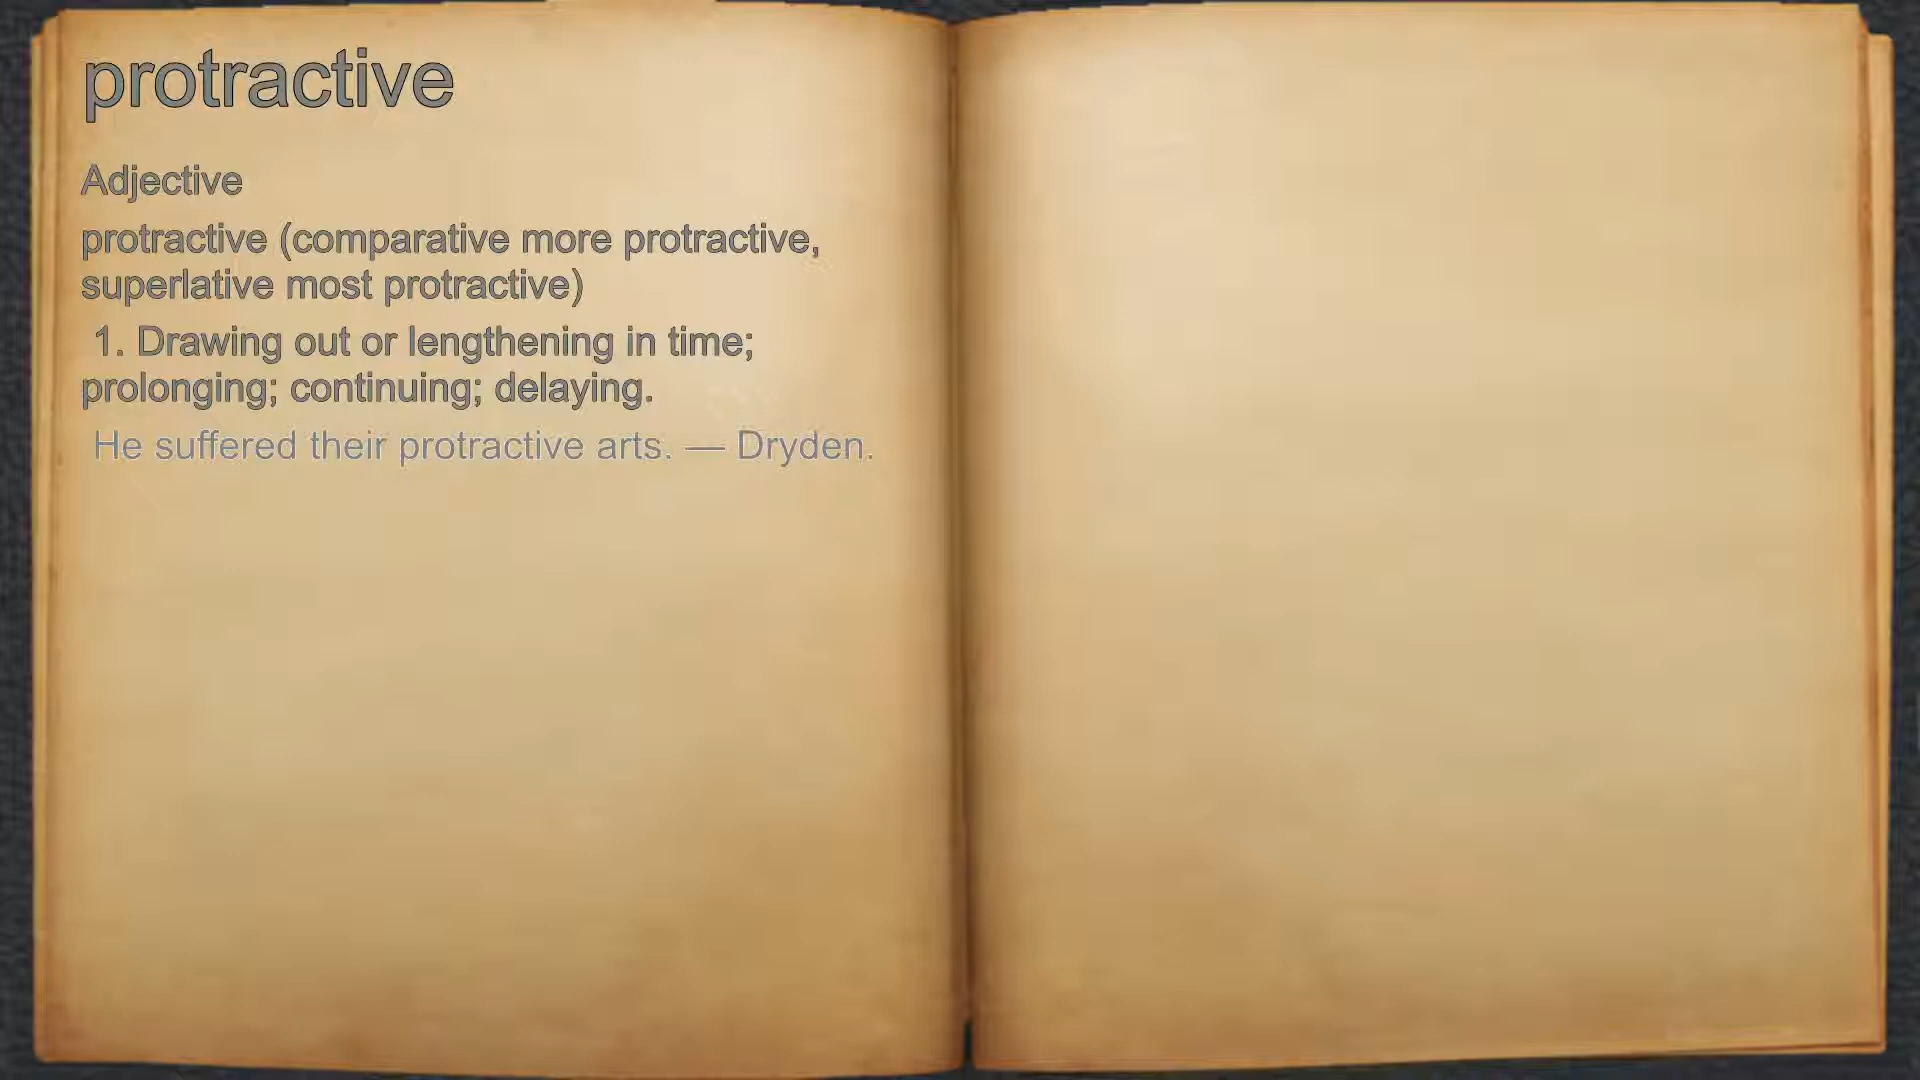 protractive
Adjective
protractive (comparative more protractive,
superlative most protractive)
1. Drawing out or lengthening in time;
prolonging; continuing; delaying.
He suffered their protractive arts. — Dryden.